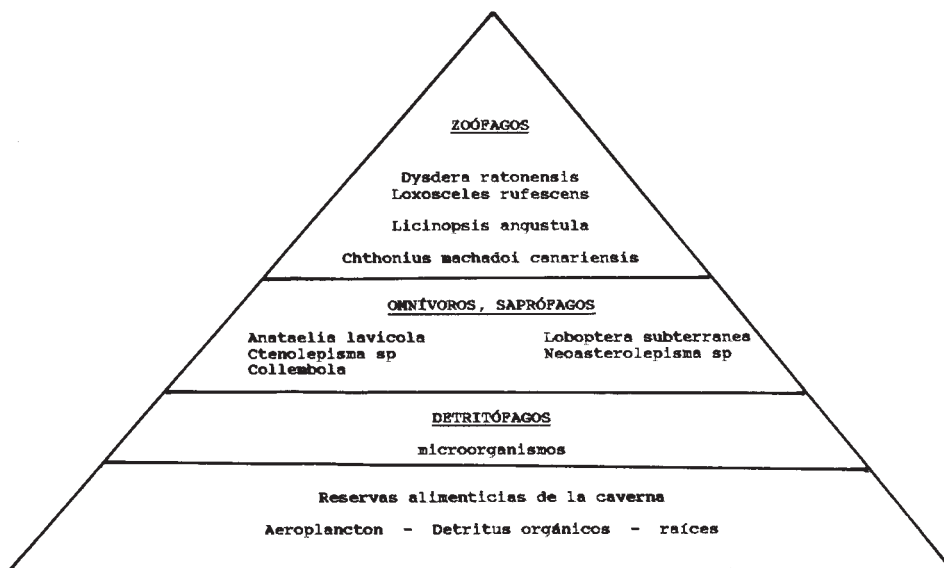 ZOÓFAGOS
Dysdera ratonensis
Loxosceles rufescens
Licinopsis angustula
Chthonius machadoi canariensis
OMNÍVOROS, SAPRÓFAGOS
Anataelia lavicola Loboptera subterranea
Ctenolepisma sp Neoasterolepisma sp
Collembola
DETRITÓFAGOS
microorganismos
Reservas alimenticias de la caverna
Aeroplancton - Detritus orgánicos - raíces